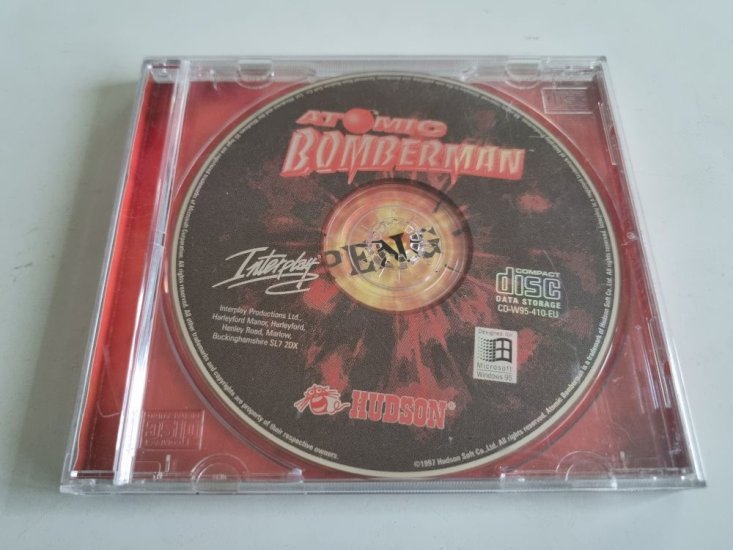 ATOMIC
BOMBERMAN
Interplay
PENG
COMPACT
disc
DATA STORAGE
CD-W95-410-EU
Interplay Productions Ltd.,
Harleyford Manor, Harleyford,
Henley Road, Marlow,
Buckinghamshire SL7 2DX
Designed for
Microsoft
Windows 95
HUDSON®
All other trademarks and copyrights are property of their respective owners.
©1997 Hudson Soft Co.,Ltd. All rights reserved. Atomic Bomberman is a trademark of Hudson Soft Co., Ltd.